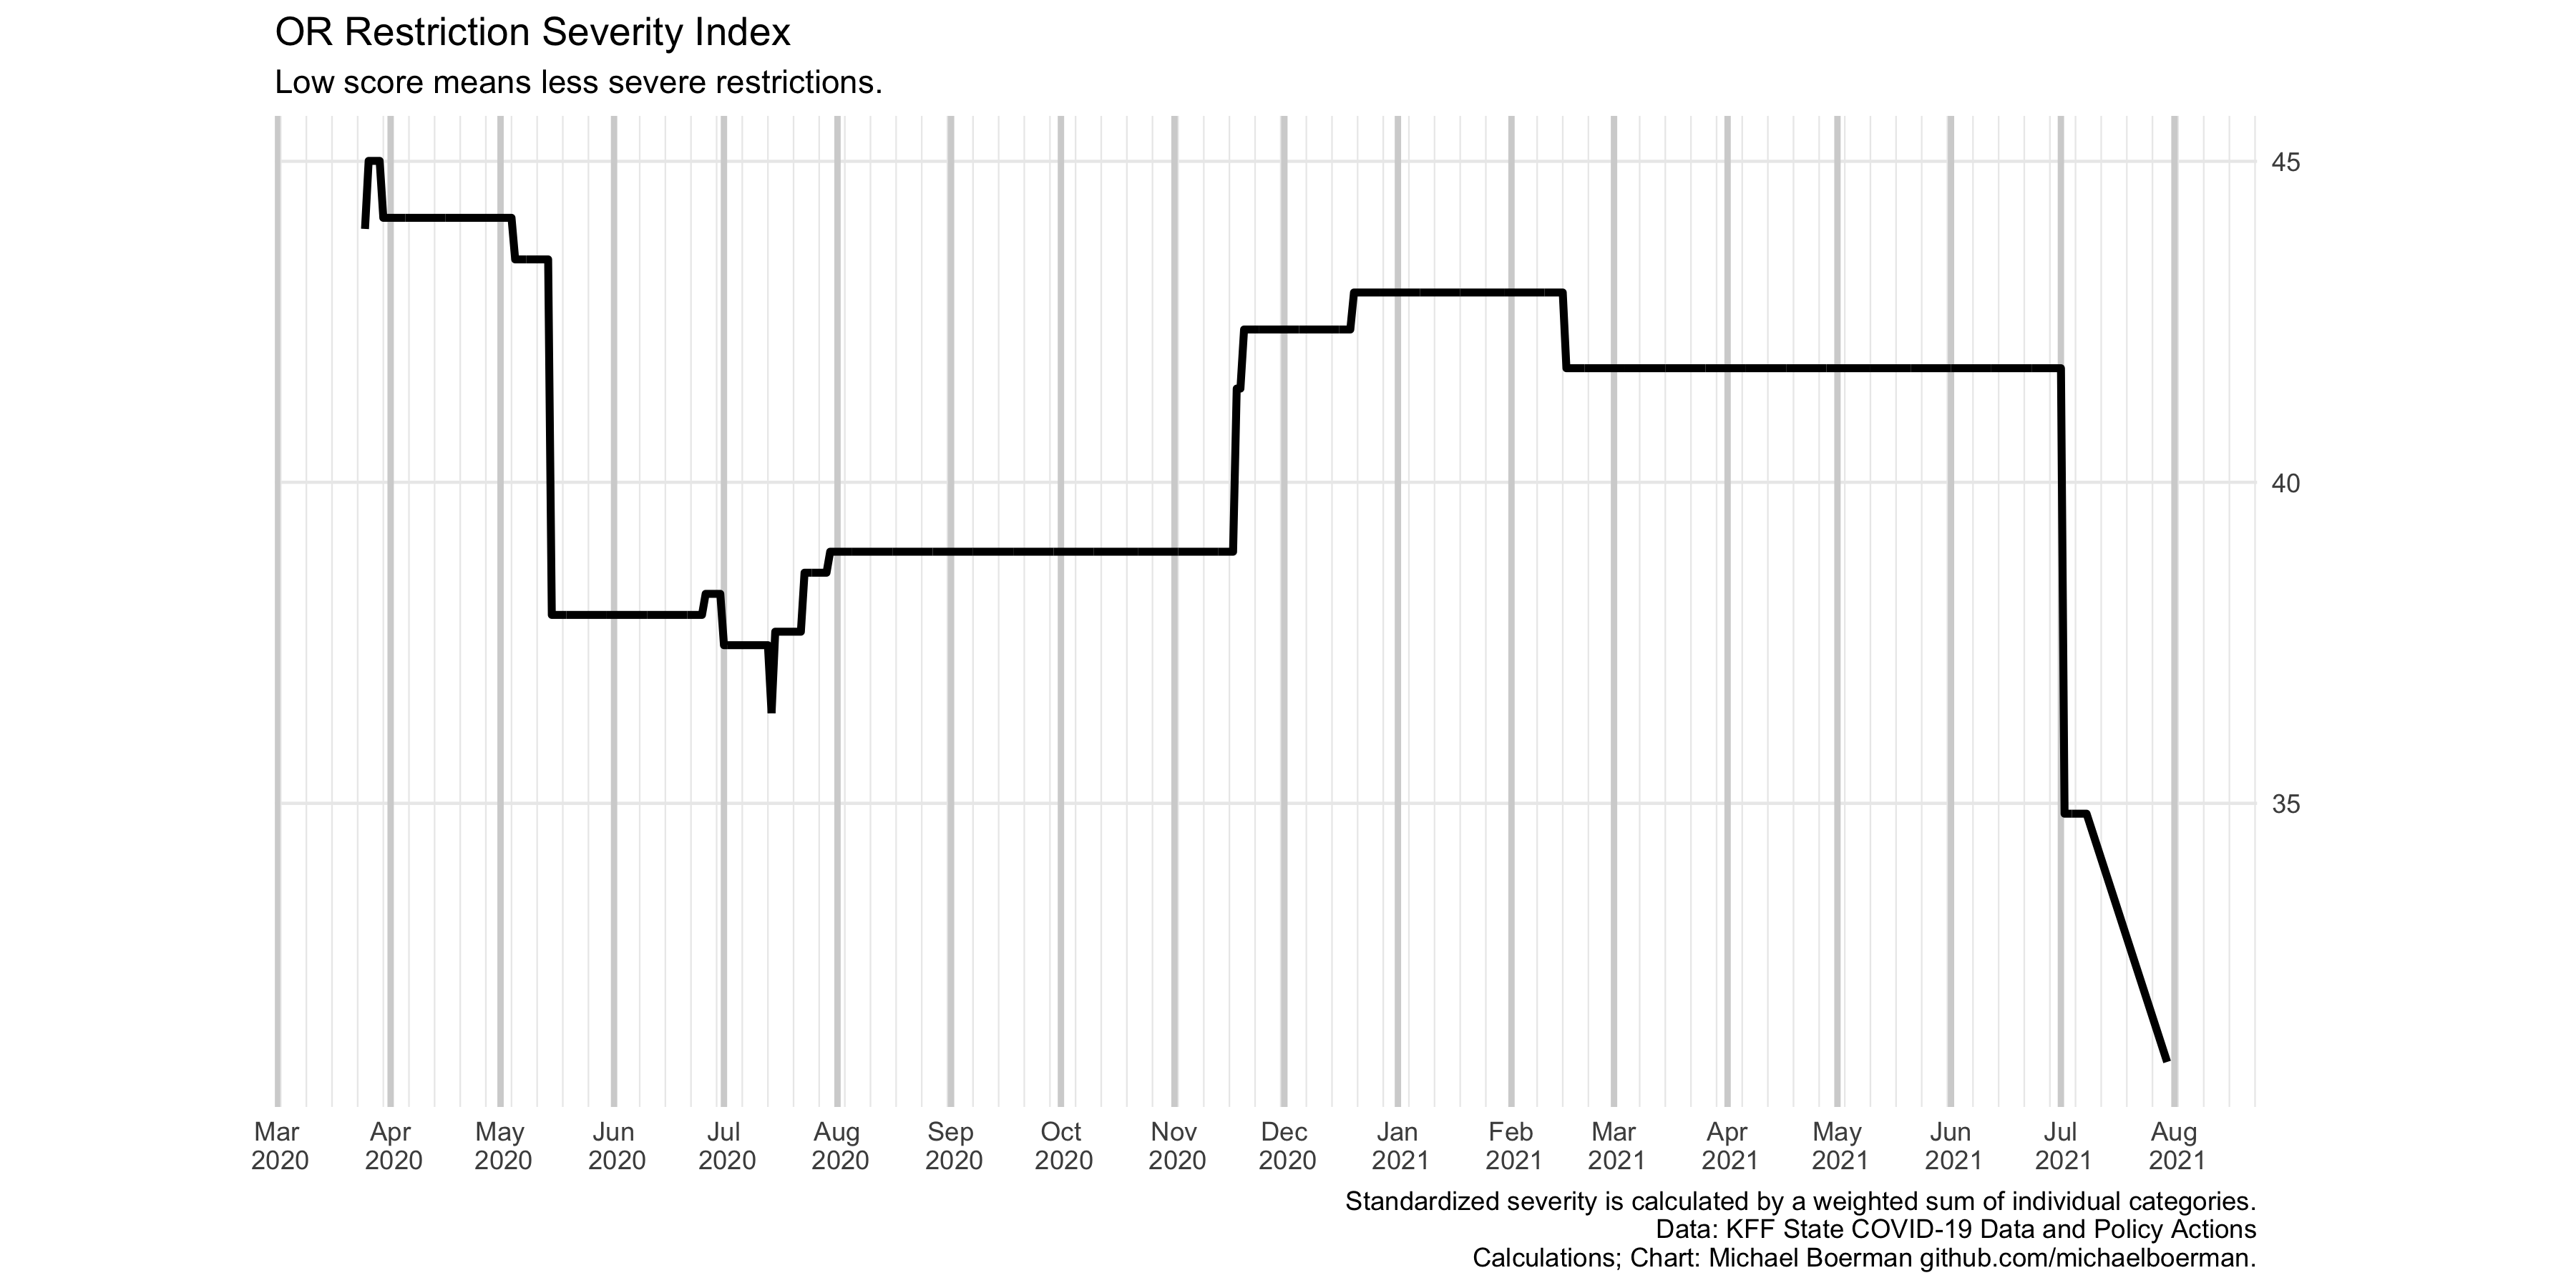 OR Restriction Severity Index
Low score means less severe restrictions.
45
40
35
Mar Apr May Jun Jul Aug Sep Oct Nov Dec Jan Feb Mar Apr May Jun Jul Aug
2020 2020 2020 2020 2020 2020 2020 2020 2020 2020 2021 2021 2021 2021 2021 2021 2021 2021
Standardized severity is calculated by a weighted sum of individual categories.
Data: KFF State COVID-19 Data and Policy Actions
Calculations; Chart: Michael Boerman github.com/michaelboerman.